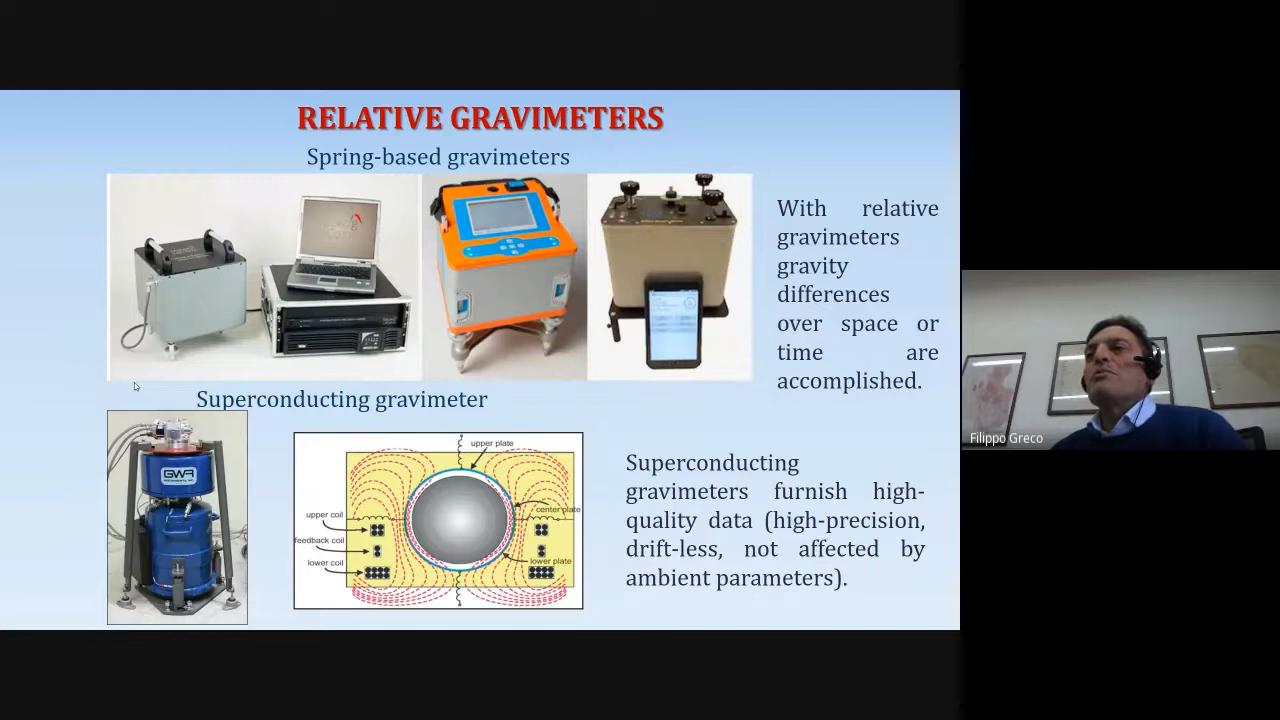 RELATIVE GRAVIMETERS
Spring-based gravimeters
With relative
gravimeters
gravity
differences
over space or
time are
accomplished.
Superconducting gravimeter
GWR
upper plate
center plate
upper coil
feedback coil
lower coil
lower plate
Superconducting
gravimeters furnish high-
quality data (high-precision,
drift-less, not affected by
ambient parameters).
Filippo Greco